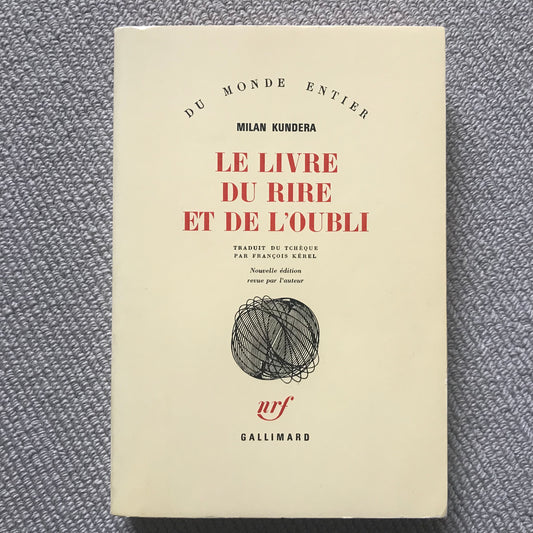 DU MONDE ENTIER
MILAN KUNDERA
LE LIVRE
DU RIRE
ET DE L'OUBLI
TRADUIT DU TCHÈQUE
PAR FRANÇOIS KÉREL
Nouvelle édition
revue par l'auteur
nrf
GALLIMARD